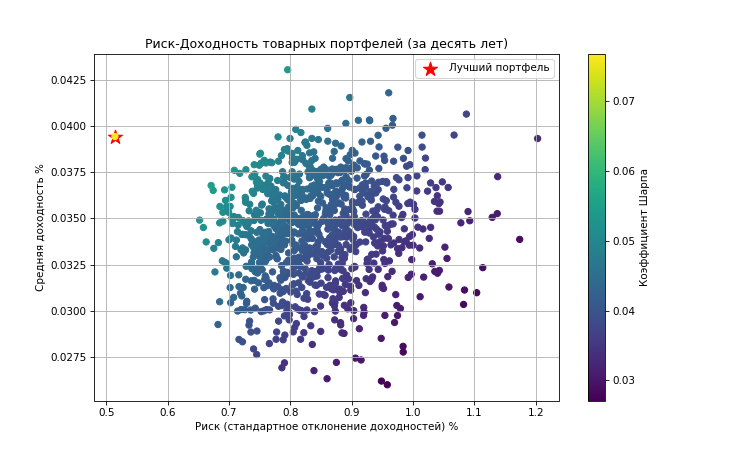 Риск-Доходность товарных портфелей (за десять лет)
Лучший портфель
Средняя доходность %
0.0425
0.0400
0.0375
0.0350
0.0325
0.0300
0.0275
0.5 0.6 0.7 0.8 0.9 1.0 1.1 1.2
Риск (стандартное отклонение доходностей) %
0.07
0.06
0.05
0.04
0.03
Коэффициент Шарпа